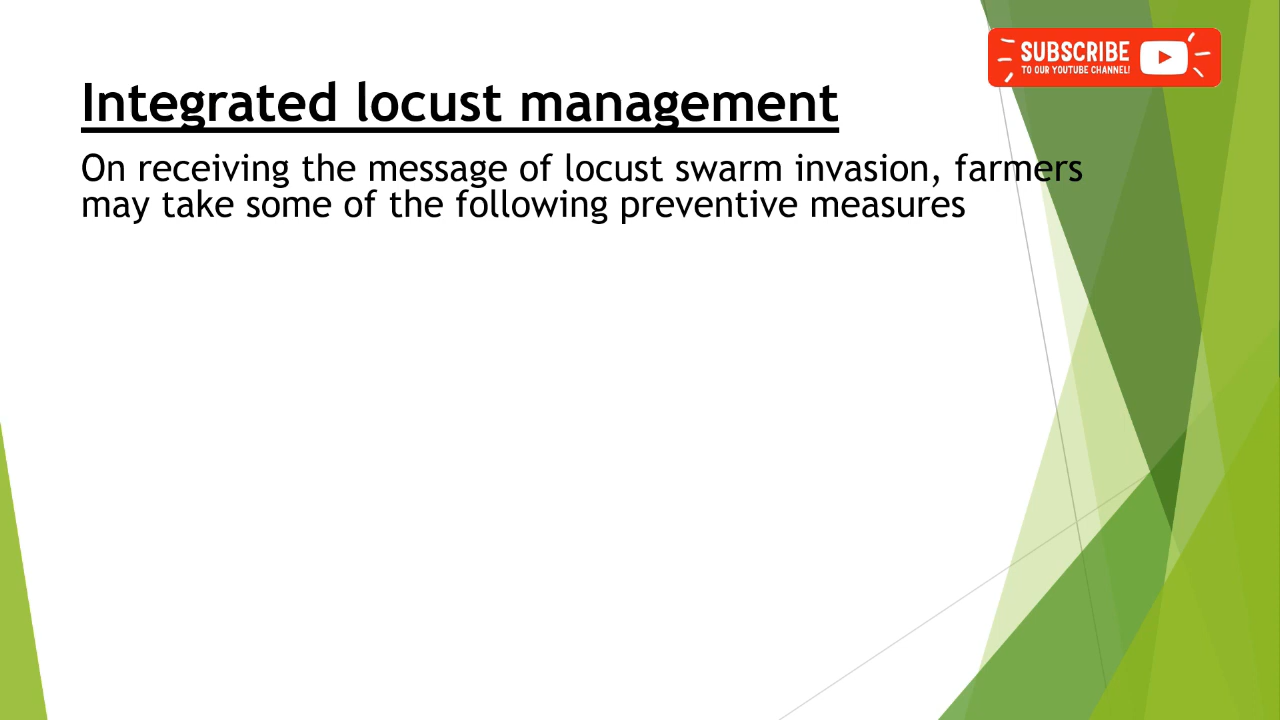 SUBSCRIBE
TO OUR YOUTUBE CHANNEL!
Integrated locust management
On receiving the message of locust swarm invasion, farmers
may take some of the following preventive measures